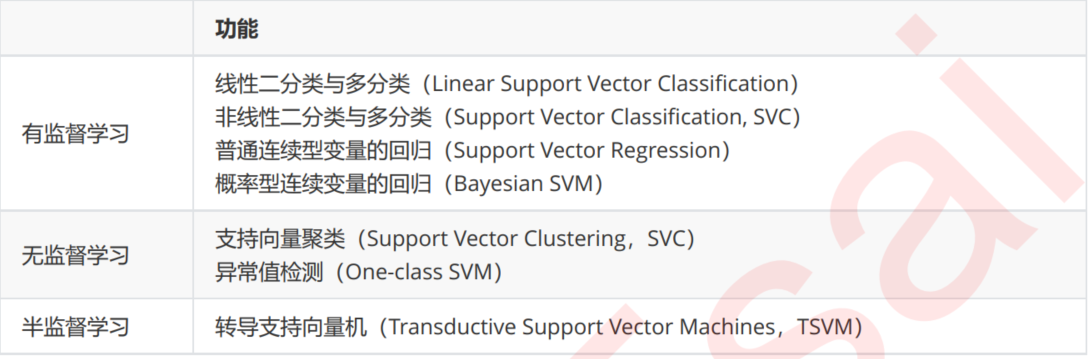 功能
有监督学习
线性二分类与多分类（Linear Support Vector Classification)
非线性二分类与多分类（Support Vector Classification, SVC)
普通连续型变量的回归（Support Vector Regression)
概率型连续变量的回归（Bayesian SVM)
无监督学习
支持向量聚类（Support Vector Clustering，SVC)
异常值检测（One-class SVM)
半监督学习
转导支持向量机（Transductive Support Vector Machines，TSVM)